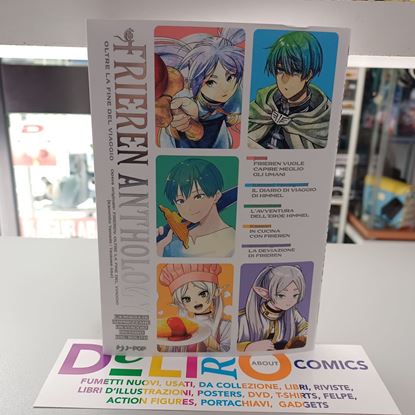 FRIEREN ANTHOLOGY
OLTRE LA FINE DEL VIAGGIO
FRIEREN VUOLE
CAPIRE MEGLIO
GLI UMANI
IL DIARIO DI VIAGGIO
DI HIMMEL
L'AVVENTURA
DELL'EROE HIMMEL
IN CUCINA
CON FRIEREN
LA DEVIAZIONE
DI FRIEREN
J-POP
DELIRO
ABOUT
COMICS
FUMETTI NUOVI, USATI, DA COLLEZIONE, LIBRI, RIVISTE,
LIBRI D'ILLUSTRAZIONI, POSTERS, DVD, T-SHIRTS, FELPE,
ACTION FIGURES, PORTACHIAVI, GADGETS